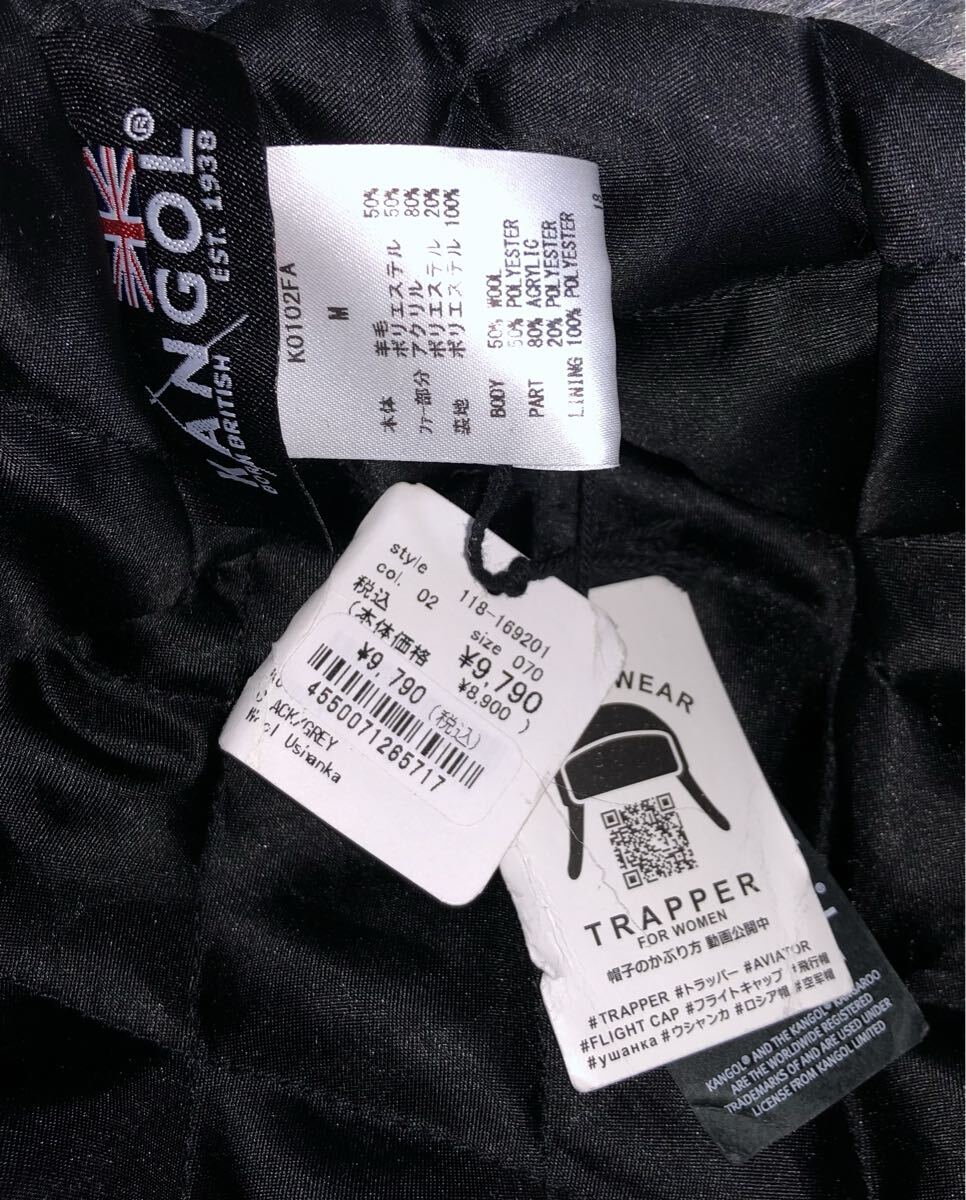 KANGOL®
EST. 1938
BRITISH
K0102FA
M
本体 羊毛 50%
ポリエステル 50%
ファー部分 アクリル 80%
ポリエステル 20%
裏地 ポリエステル 100%
BODY 50% WOOL
50% POLYESTER
PART 80% ACRYLIC
20% POLYESTER
LINING 100% POLYESTER
18
style 118-169201
col. 02 size 070
税込 ¥9,790
(本体価格 ¥8,900 )
¥9,790 (税込)
4550071265717
ACK/GREY
Ushanka
WEAR
TRAPPER
FOR WOMEN
帽子のかぶり方 動画公開中
#TRAPPER #トラッパー #AVIATOR
#FLIGHT CAP #フライトキャップ #飛行帽
#ушанка #ウシャンカ #ロシア帽 #空军帽
KANGOL® AND THE KANGOL® KANGAROO
ARE THE WORLDWIDE REGISTERED
TRADEMARKS OF AND ARE USED UNDER
LICENSE FROM KANGOL LIMITED